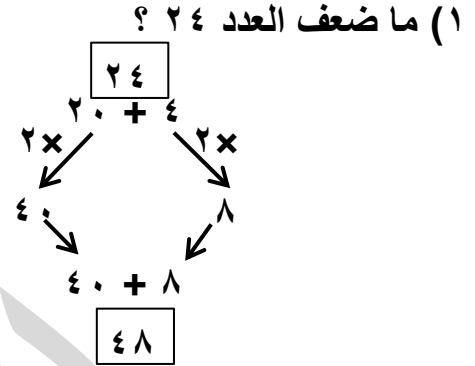 ١) ما ضعف العدد ٢٤ ؟
٢٤
٢٠ + ٤
٢× ٢×
٤٠ ٨
٤٠ + ٨
٤٨